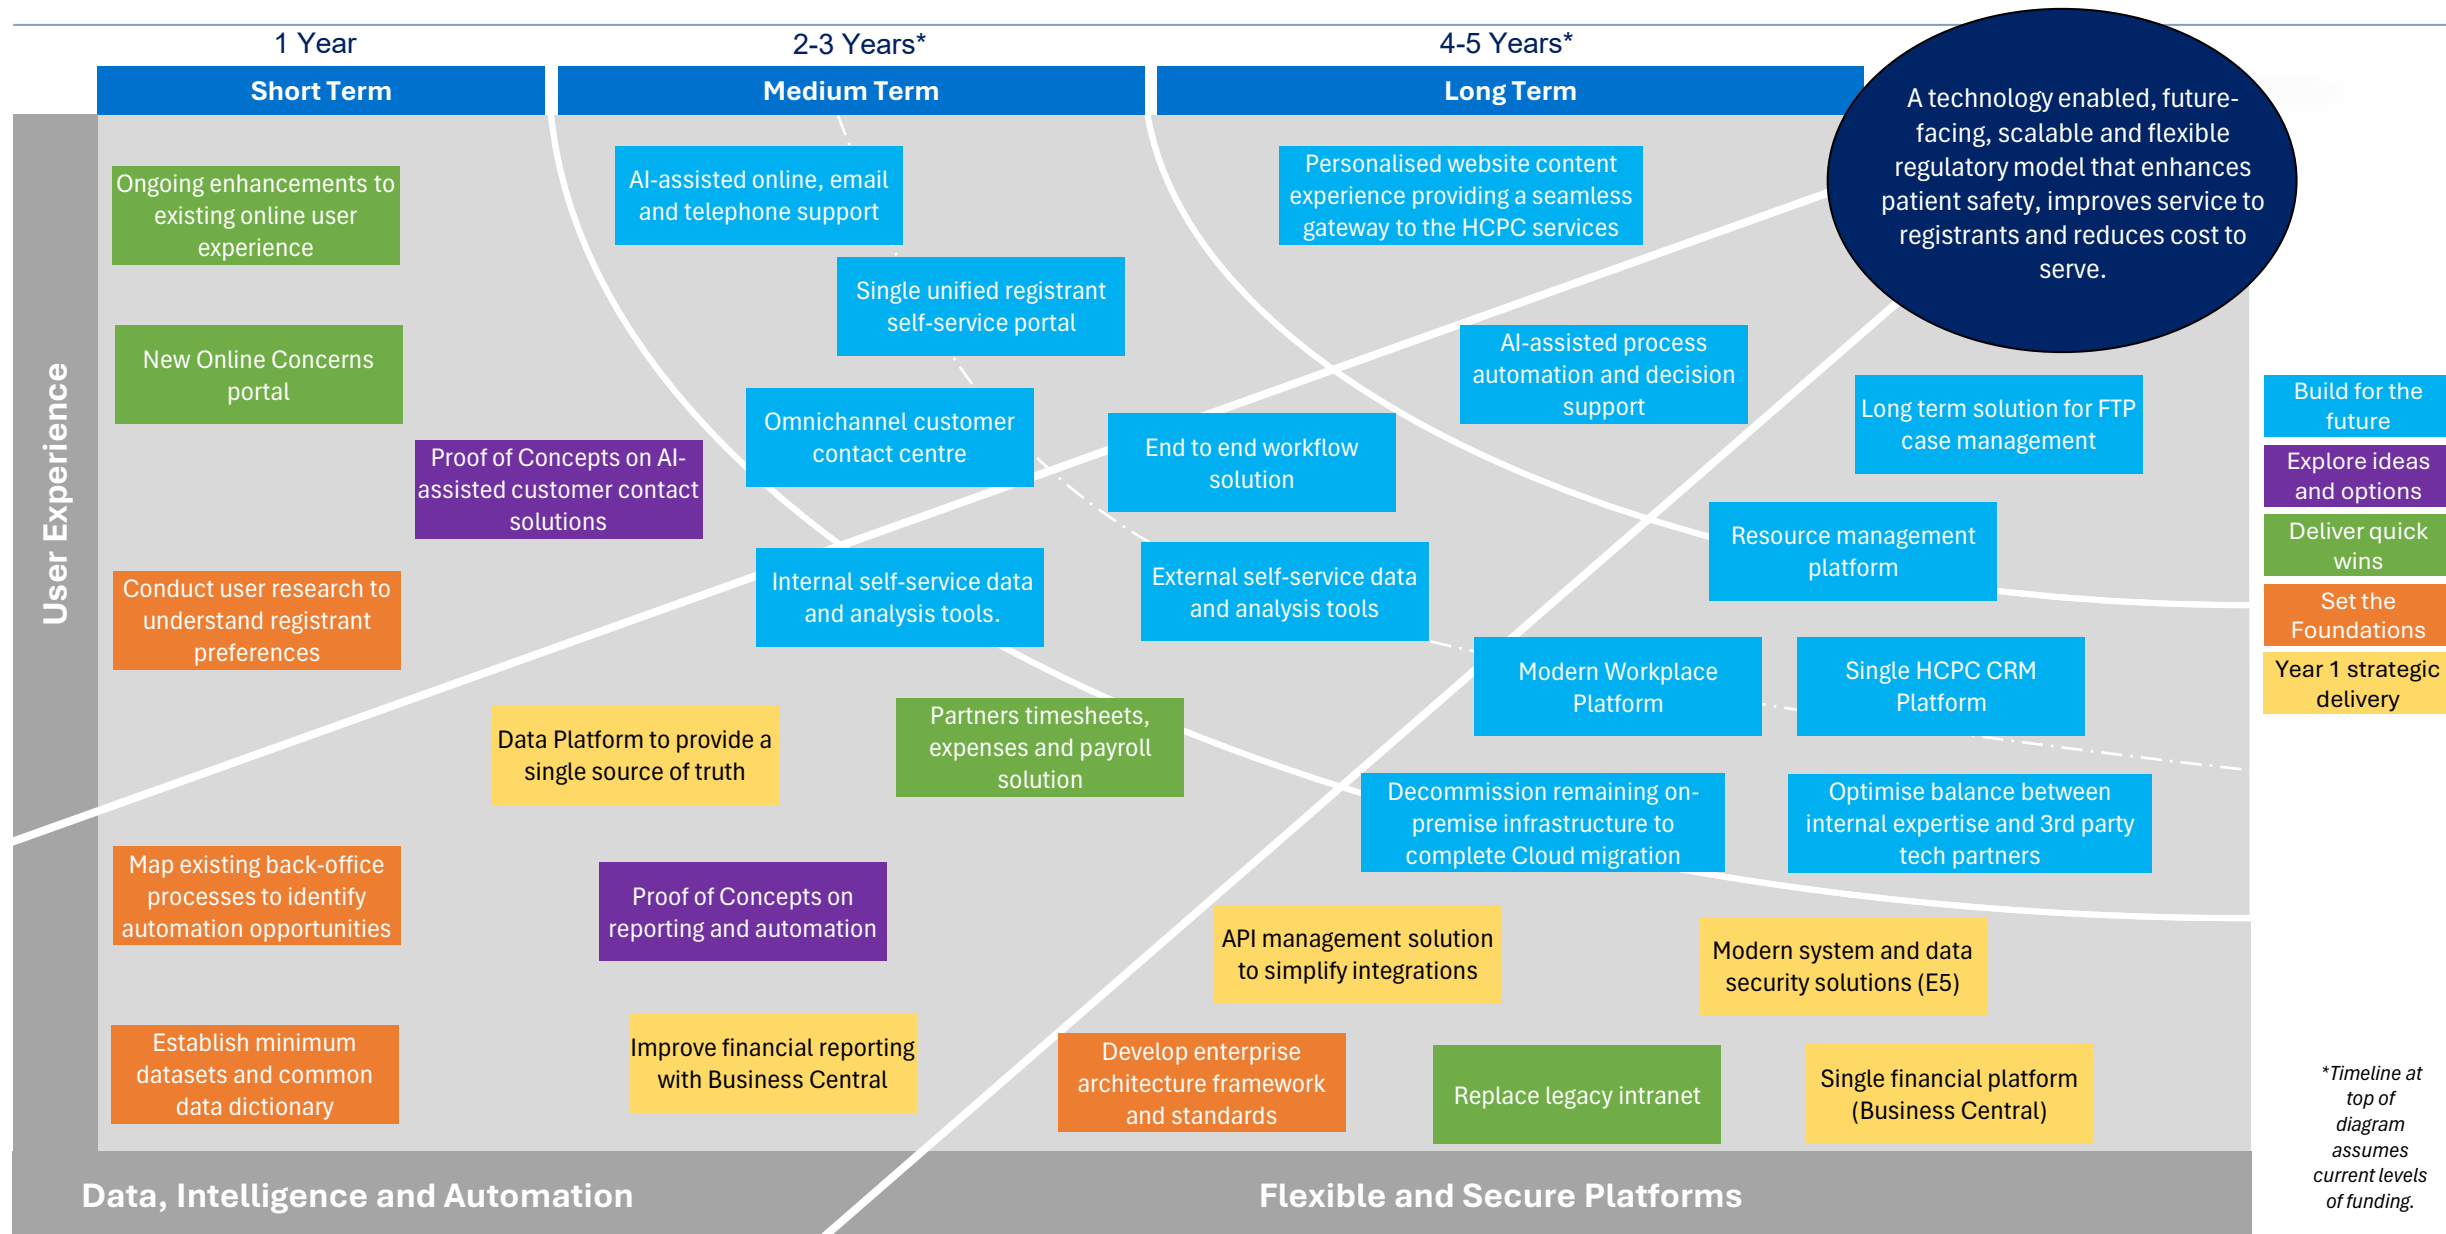 1 Year
2-3 Years*
4-5 Years*
Short Term
Medium Term
Long Term
A technology enabled, future-
facing, scalable and flexible
regulatory model that enhances
patient safety, improves service to
registrants and reduces cost to
serve.
User Experience
Ongoing enhancements to
existing online user
experience
AI-assisted online, email
and telephone support
Personalised website content
experience providing a seamless
gateway to the HCPC services
Single unified registrant
self-service portal
New Online Concerns
portal
AI-assisted process
automation and decision
support
Omnichannel customer
contact centre
Long term solution for FTP
case management
Proof of Concepts on AI-
assisted customer contact
solutions
End to end workflow
solution
Resource management
platform
Conduct user research to
understand registrant
preferences
Internal self-service data
and analysis tools.
External self-service data
and analysis tools
Modern Workplace
Platform
Single HCPC CRM
Platform
Data Platform to provide a
single source of truth
Partners timesheets,
expenses and payroll
solution
Decommission remaining on-
premise infrastructure to
complete Cloud migration
Optimise balance between
internal expertise and 3rd party
tech partners
Map existing back-office
processes to identify
automation opportunities
Proof of Concepts on
reporting and automation
API management solution
to simplify integrations
Modern system and data
security solutions (E5)
Establish minimum
datasets and common
data dictionary
Improve financial reporting
with Business Central
Develop enterprise
architecture framework
and standards
Replace legacy intranet
Single financial platform
(Business Central)
Data, Intelligence and Automation
Flexible and Secure Platforms
Build for the
future
Explore ideas
and options
Deliver quick
wins
Set the
Foundations
Year 1 strategic
delivery
*Timeline at
top of
diagram
assumes
current levels
of funding.